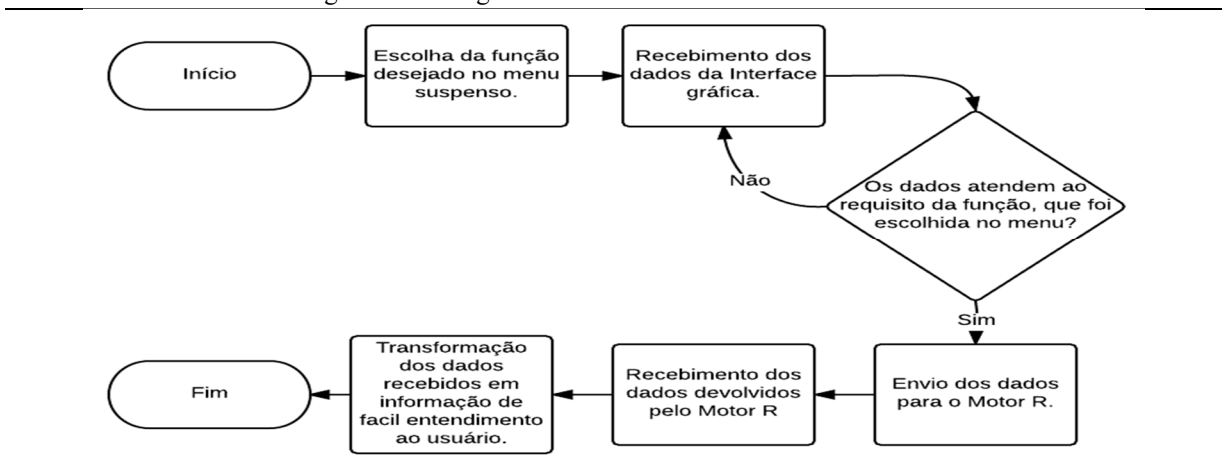 Início
Escolha da função
desejado no menu
suspenso.
Recebimento dos
dados da Interface
gráfica.
Não
Os dados atendem ao
requisito da função, que foi
escolhida no menu?
Sim
Envio dos dados
para o Motor R.
Recebimento dos
dados devolvidos
pelo Motor R
Transformação
dos dados
recebidos em
informação de
facil entendimento
ao usuário.
Fim